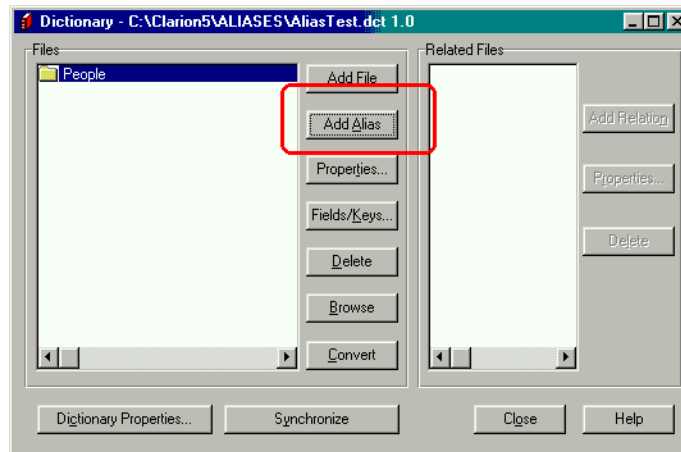 Dictionary - C:\Clarion5\ALIASES\AliasTest.dct 1.0
Files
People
Add File
Add Alias
Properties...
Fields/Keys...
Delete
Browse
Convert
Related Files
Add Relation
Properties...
Delete
Dictionary Properties...
Synchronize
Close
Help